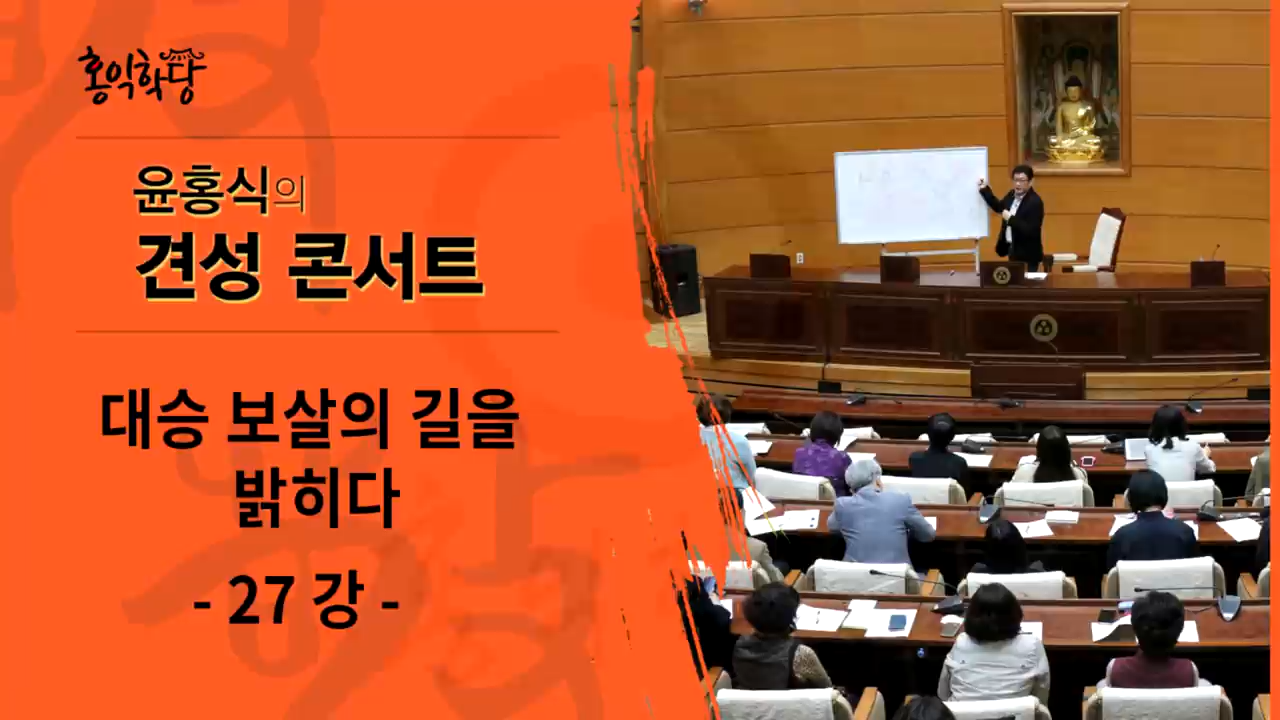 홍익학당
윤홍식의
견성 콘서트
대승 보살의 길을
밝히다
- 27 강 -